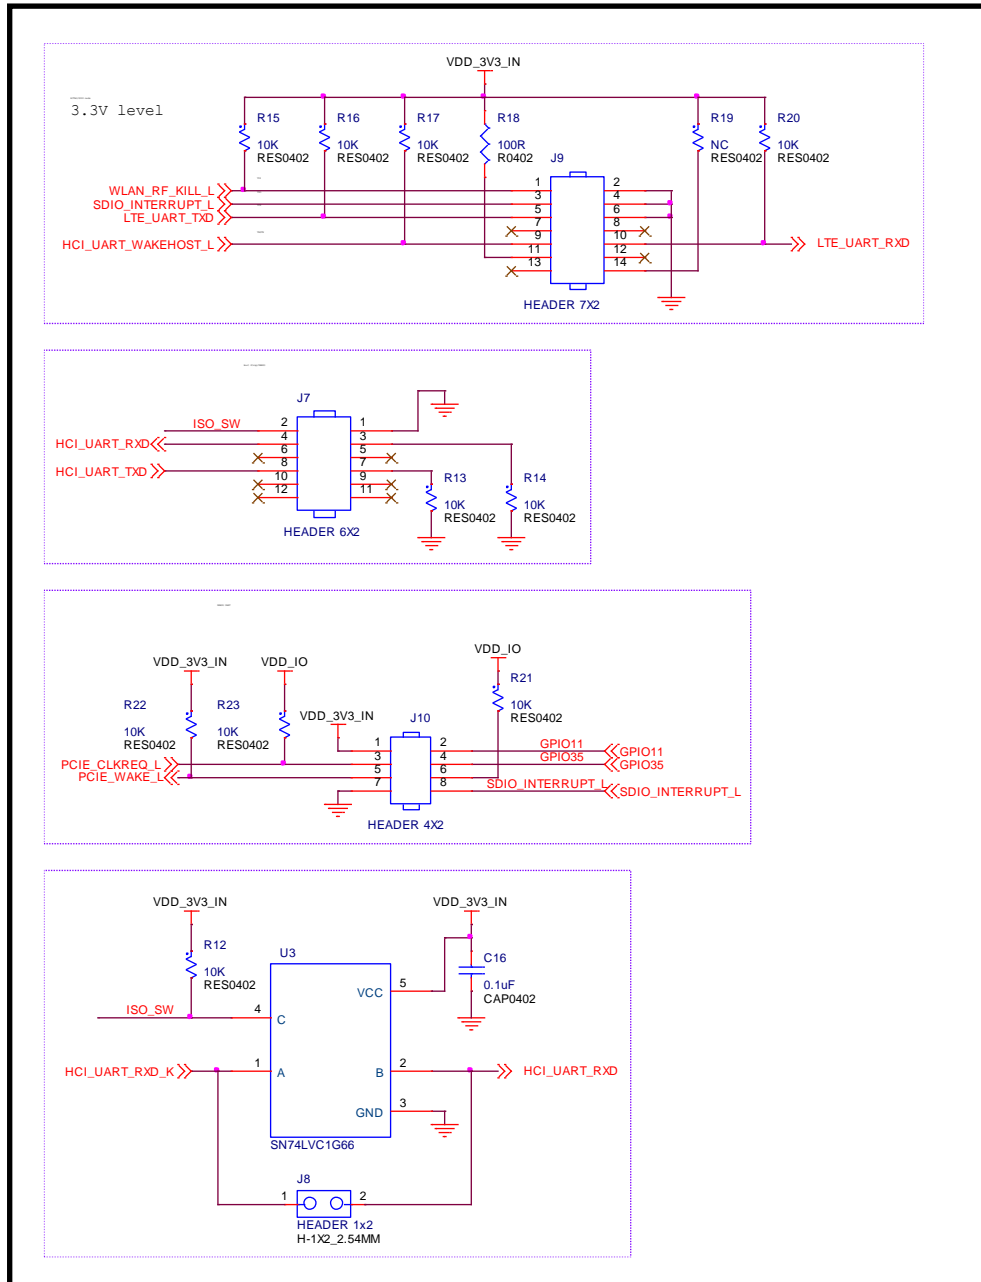 VDD_3V3_IN
3.3V level
R15
10K
RES0402
R16
10K
RES0402
R17
10K
RES0402
R18
100R
R0402
R19
NC
RES0402
R20
10K
RES0402
J9
WLAN_RF_KILL_L
SDIO_INTERRUPT_L
LTE_UART_TXD
HCI_UART_WAKEHOST_L
1 2
3 4
5 6
7 8
9 10
11 12
13 14
LTE_UART_RXD
HEADER 7X2
J7
ISO_SW
HCI_UART_RXD
HCI_UART_TXD
2 1
4 3
6 5
8 7
10 9
12 11
R13
10K
RES0402
R14
10K
RES0402
HEADER 6X2
VDD_3V3_IN
VDD_IO
VDD_IO
R22
10K
RES0402
R23
10K
RES0402
VDD_3V3_IN
R21
10K
RES0402
J10
PCIE_CLKREQ_L
PCIE_WAKE_L
1 2
3 4
5 6
7 8
GPIO11
GPIO11
GPIO35
GPIO35
SDIO_INTERRUPT_L
SDIO_INTERRUPT_L
HEADER 4X2
VDD_3V3_IN
VDD_3V3_IN
R12
10K
RES0402
U3
C16
0.1uF
CAP0402
VCC
5
ISO_SW
4
C
HCI_UART_RXD_K
1
A
B
2
HCI_UART_RXD
GND
3
SN74LVC1G66
J8
1 2
HEADER 1x2
H-1X2_2.54MM